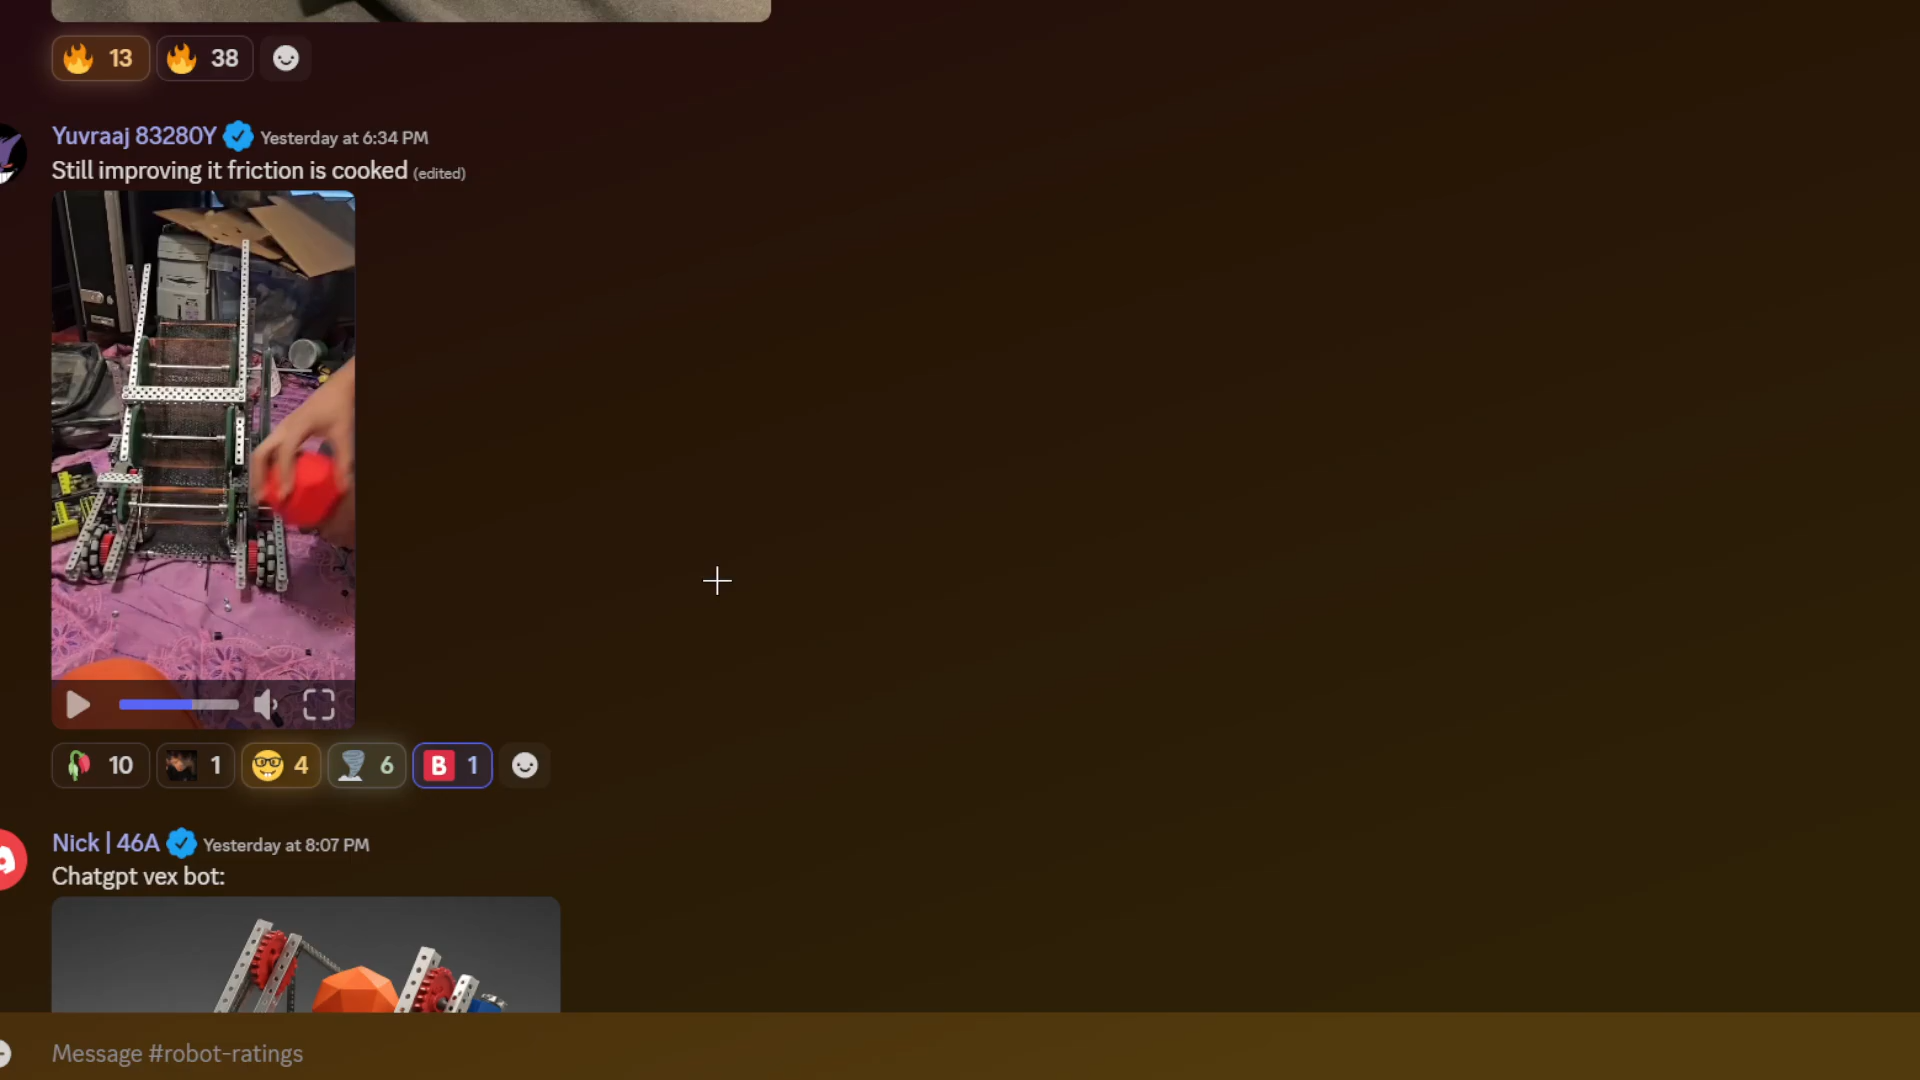 13 38
Yuvraaj 83280Y Yesterday at 6:34 PM
Still improving it friction is cooked (edited)
10 1 4 6 B 1
Nick | 46A Yesterday at 8:07 PM
Chatgpt vex bot:
Message #robot-ratings